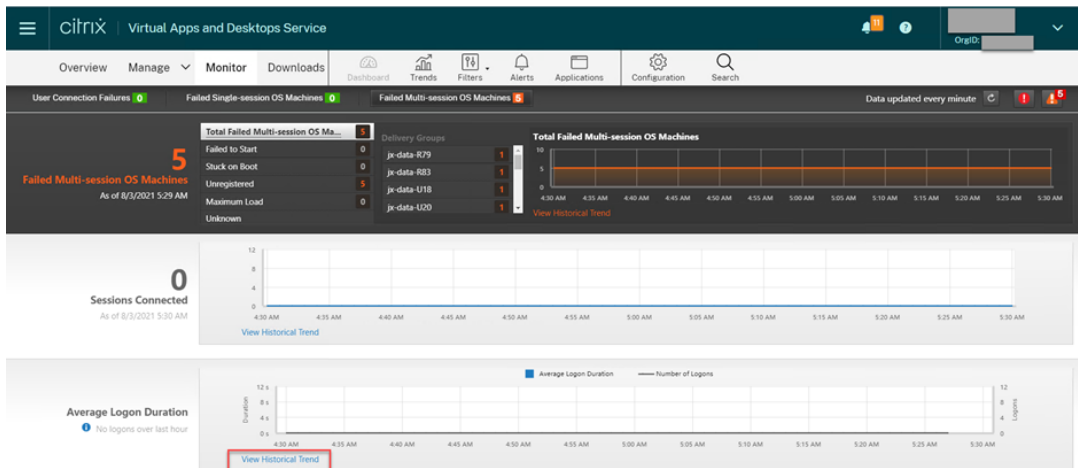 citrix | Virtual Apps and Desktops Service
11
?
OrgID:
Overview Manage Monitor Downloads Dashboard Trends Filters Alerts Applications Configuration Search
User Connection Failures 0 Failed Single-session OS Machines 0 Failed Multi-session OS Machines 5 Data updated every minute ! 5
5
Failed Multi-session OS Machines
As of 8/3/2021 5:29 AM
Total Failed Multi-session OS Ma... 5
Failed to Start 0
Stuck on Boot 0
Unregistered 5
Maximum Load 0
Unknown
Delivery Groups
jx-data-R79 1
jx-data-R83 1
jx-data-U18 1
jx-data-U20 1
Total Failed Multi-session OS Machines
10
5
0
4:30 AM 4:35 AM 4:40 AM 4:45 AM 4:50 AM 4:55 AM 5:00 AM 5:05 AM 5:10 AM 5:15 AM 5:20 AM 5:25 AM 5:30 AM
View Historical Trend
0
Sessions Connected
As of 8/3/2021 5:30 AM
12
8
4
0
4:30 AM 4:35 AM 4:40 AM 4:45 AM 4:50 AM 4:55 AM 5:00 AM 5:05 AM 5:10 AM 5:15 AM 5:20 AM 5:25 AM 5:30 AM
View Historical Trend
Average Logon Duration
No logons over last hour
Average Logon Duration Number of Logons
Duration
12 s
8 s
4 s
0 s
12
8
4
0
Logons
4:30 AM 4:35 AM 4:40 AM 4:45 AM 4:50 AM 4:55 AM 5:00 AM 5:05 AM 5:10 AM 5:15 AM 5:20 AM 5:25 AM 5:30 AM
View Historical Trend